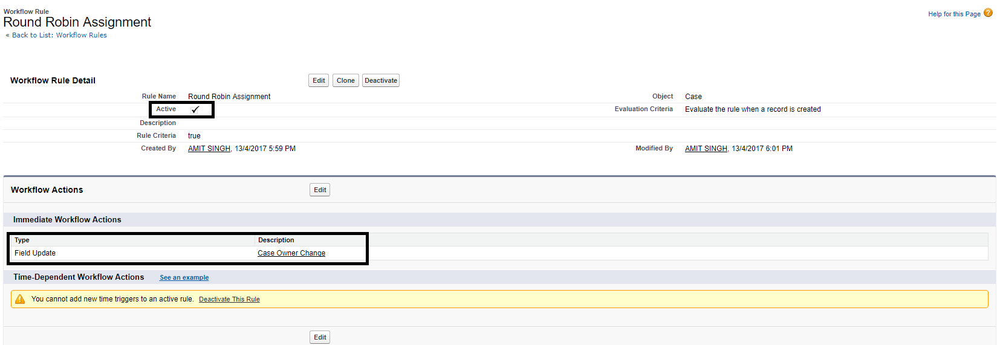 Workflow Rule
Round Robin Assignment
Help for this Page ?
« Back to List: Workflow Rules
Workflow Rule Detail Edit Clone Deactivate
Rule Name Round Robin Assignment Object Case
Active ✓ Evaluation Criteria Evaluate the rule when a record is created
Description
Rule Criteria true
Created By AMIT SINGH, 13/4/2017 5:59 PM Modified By AMIT SINGH, 13/4/2017 6:01 PM
Workflow Actions Edit
Immediate Workflow Actions
Type Description
Field Update Case Owner Change
Time-Dependent Workflow Actions See an example
You cannot add new time triggers to an active rule. Deactivate This Rule
Edit